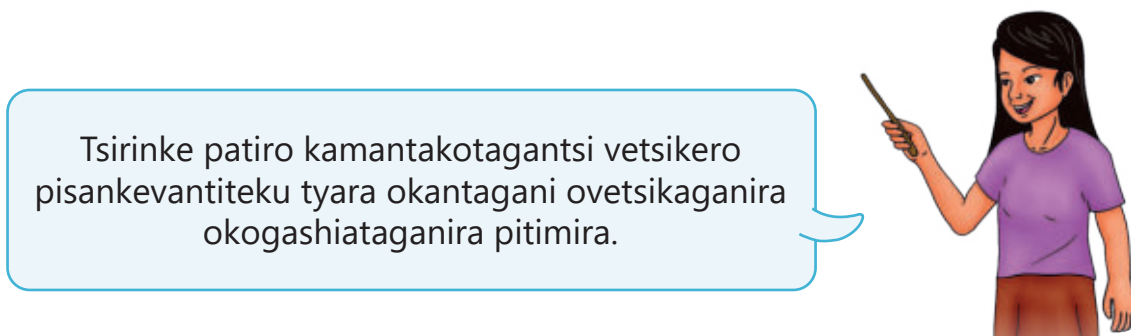 Tsirinke patiro kamantakotagantsi vetsikero
pisankevantiteku tyara okantagani ovetsikaganira
okogashiataganira pitimira.